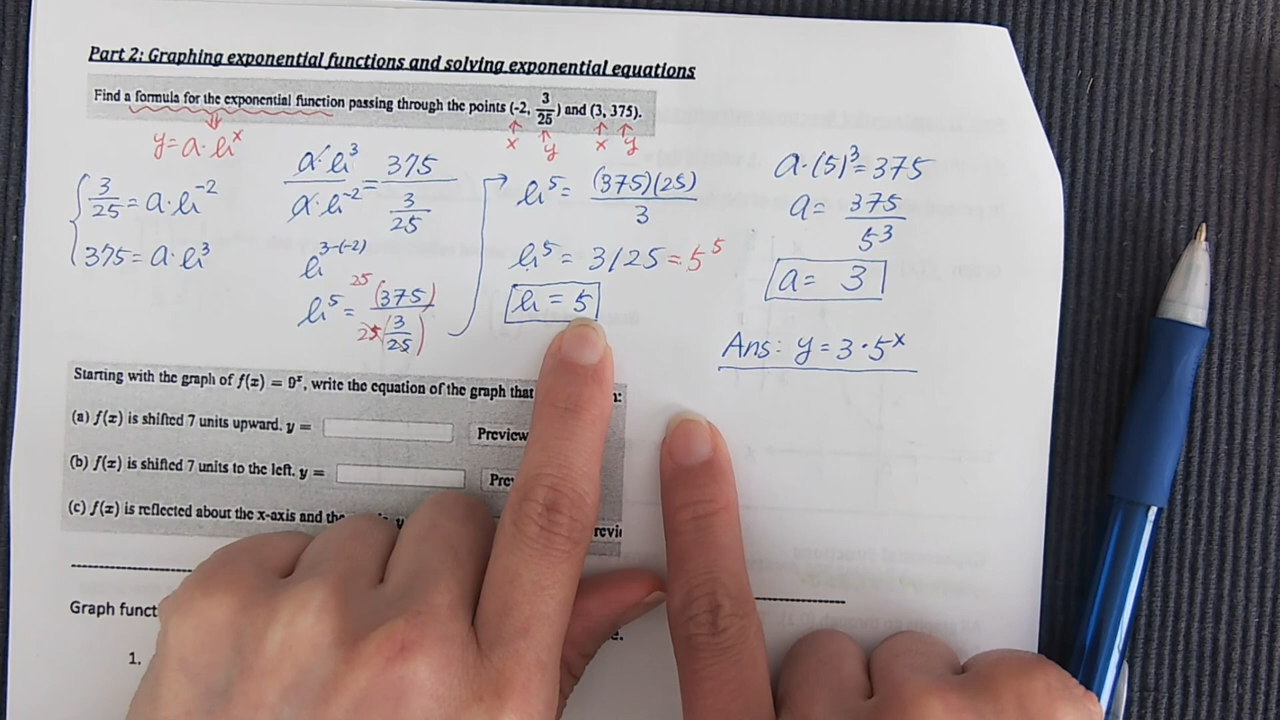 Part 2: Graphing exponential functions and solving exponential equations
Find a formula for the exponential function passing through the points (-2, 3/25) and (3, 375).
x y x y
y=a·b^x
{ 3/25 = a·b^-2
375 = a·b^3
a·b^3 / a·b^-2 = 375 / (3/25)
b^3-(-2)
b^5 = 25(375) / 25(3/25)
b^5 = (375)(25) / 3
b^5 = 3125 = 5^5
b = 5
a·(5)^3 = 375
a = 375 / 5^3
a = 3
Ans: y = 3·5^x
Starting with the graph of f(x) = 9^x, write the equation of the graph that
(a) f(x) is shifted 7 units upward. y =
Preview
(b) f(x) is shifted 7 units to the left. y =
(c) f(x) is reflected about the x-axis and the
Graph
1.